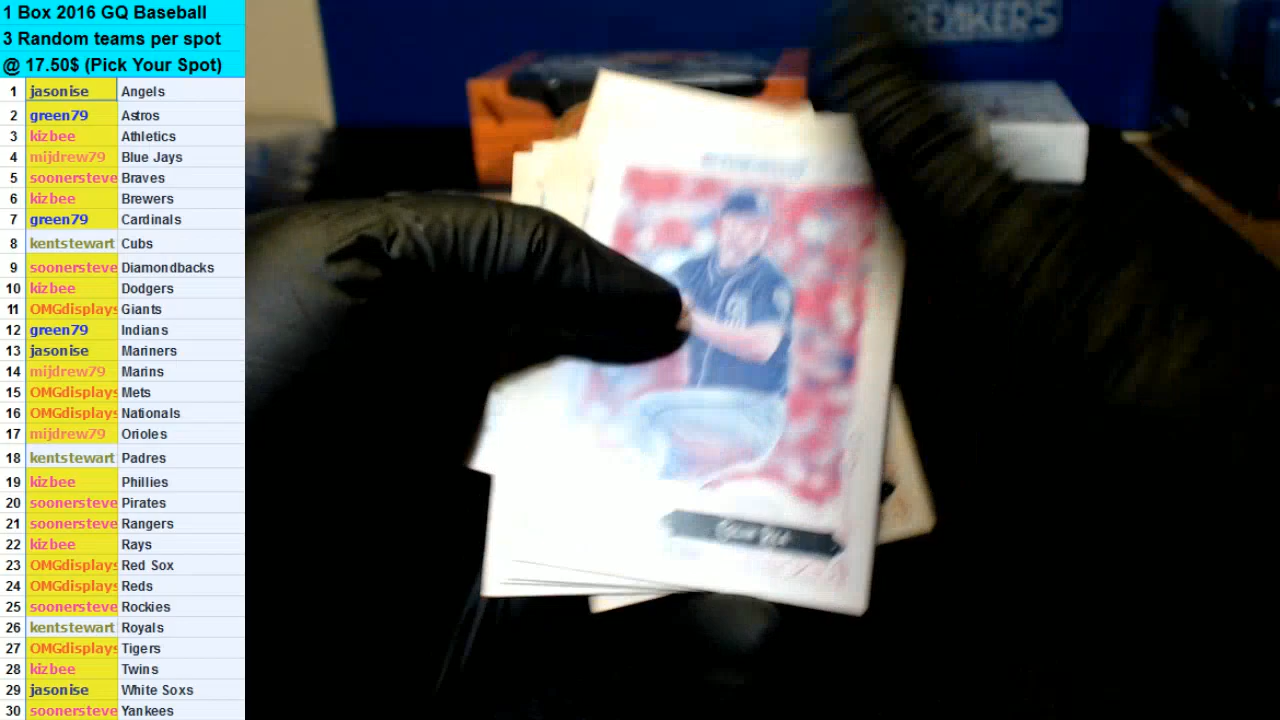 1 Box 2016 GQ Baseball
3 Random teams per spot
@ 17.50$ (Pick Your Spot)
1 jasonise Angels
2 green79 Astros
3 kizbee Athletics
4 mijdrew79 Blue Jays
5 soonersteve Braves
6 kizbee Brewers
7 green79 Cardinals
8 kentstewart Cubs
9 soonersteve Diamondbacks
10 kizbee Dodgers
11 OMGdisplays Giants
12 green79 Indians
13 jasonise Mariners
14 mijdrew79 Marins
15 OMGdisplays Mets
16 OMGdisplays Nationals
17 mijdrew79 Orioles
18 kentstewart Padres
19 kizbee Phillies
20 soonersteve Pirates
21 soonersteve Rangers
22 kizbee Rays
23 OMGdisplays Red Sox
24 OMGdisplays Reds
25 soonersteve Rockies
26 kentstewart Royals
27 OMGdisplays Tigers
28 kizbee Twins
29 jasonise White Soxs
30 soonersteve Yankees